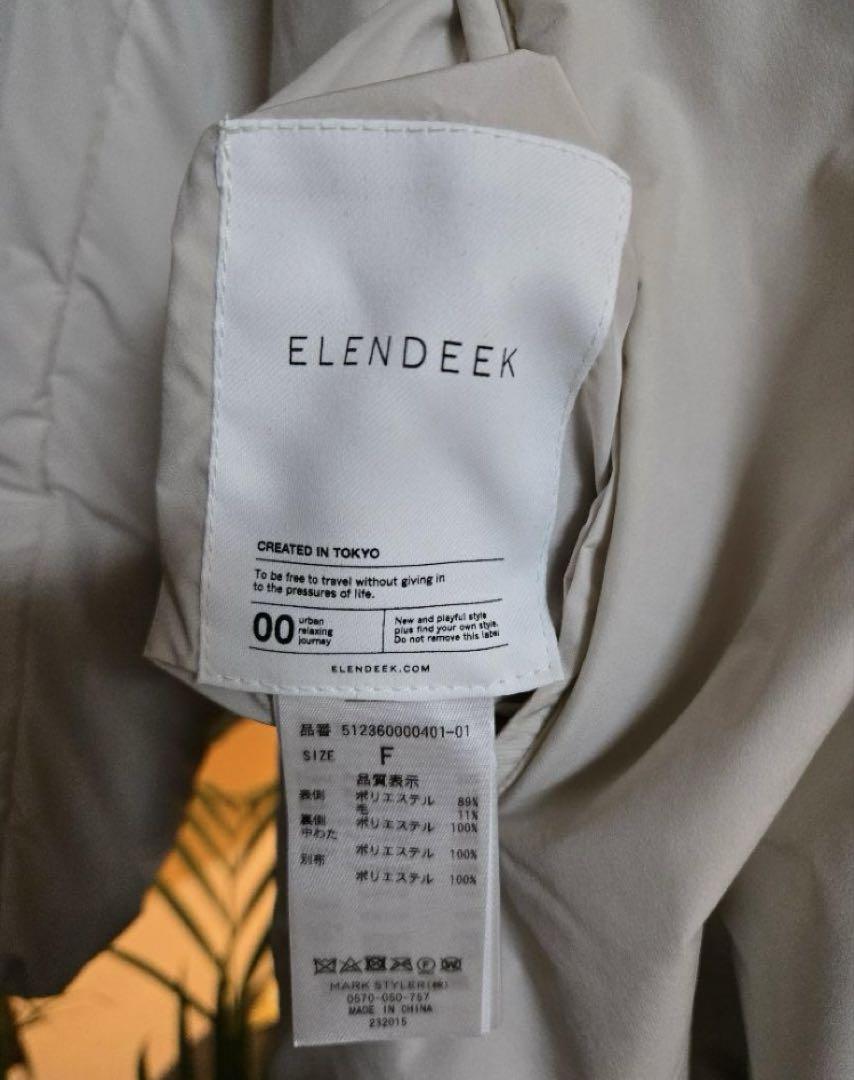 ELENDEEK
CREATED IN TOKYO
To be free to travel without giving in
to the pressures of life.
00 urban
relaxing
journey
New and playful style
plus find your own style.
Do not remove this label
ELENDEEK.COM
品番 512360000401-01
SIZE F
品質表示
表側 ポリエステル 89%
毛 11%
裏側 ポリエステル 100%
中わた
ポリエステル 100%
別布
ポリエステル 100%
MARK STYLER(株)
0570-050-757
MADE IN CHINA
232015